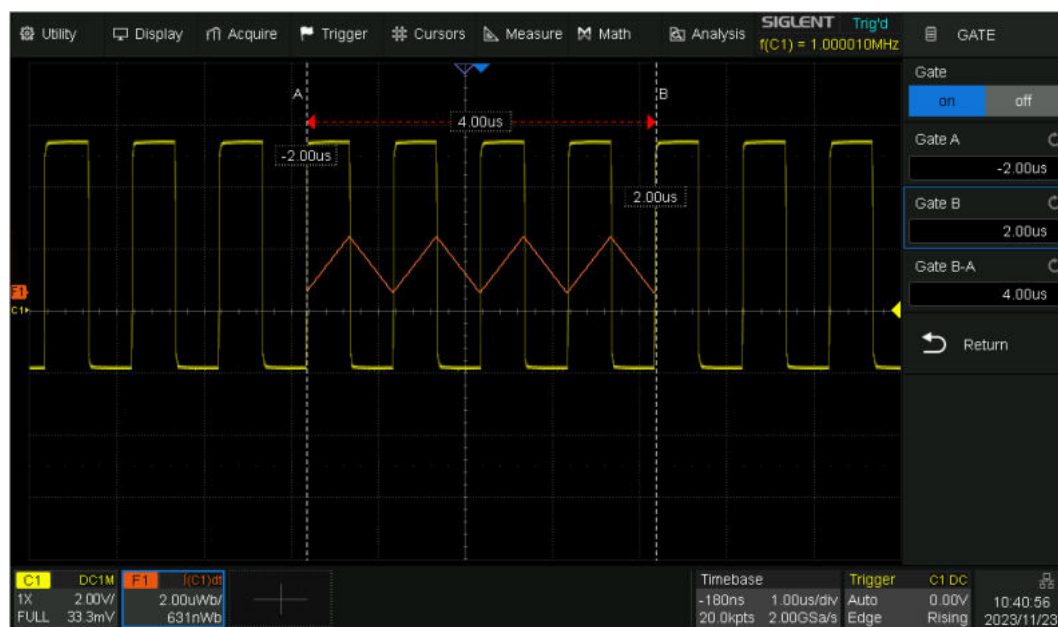 Utility Display Acquire Trigger Cursors Measure Math Analysis
SIGLENT Trig'd
f(C1) = 1.000010MHz
GATE
Gate
on off
Gate A
-2.00us
Gate B
2.00us
Gate B-A
4.00us
Return
A B
4.00us
-2.00us
2.00us
F1
C1
C1 DC1M
1X 2.00V/
FULL 33.3mV
F1 ∫(C1)dt
2.00uWb/
631nWb
Timebase
-180ns 1.00us/div
20.0kpts 2.00GSa/s
Trigger C1 DC
Auto 0.00V
Edge Rising
10:40:56
2023/11/23